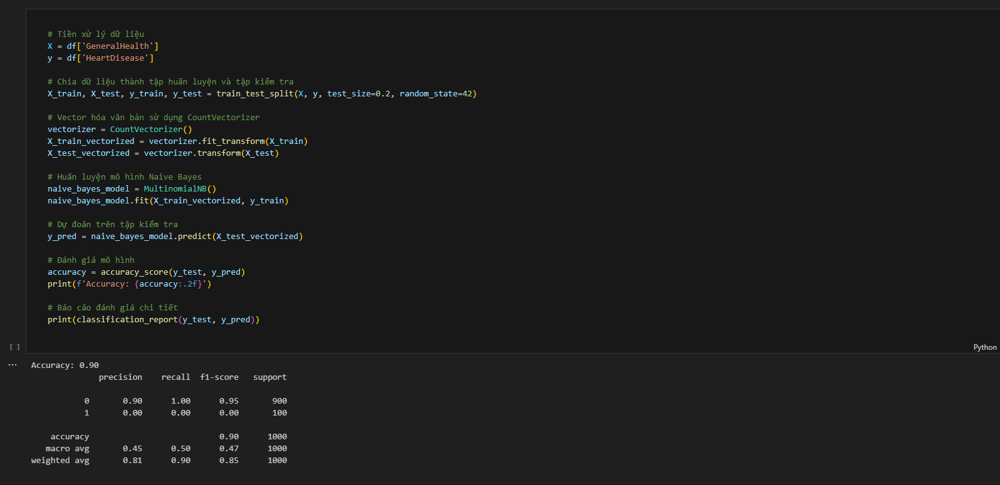 # Tiền xử lý dữ liệu
X = df['GeneralHealth']
y = df['HeartDisease']
# Chia dữ liệu thành tập huấn luyện và tập kiểm tra
X_train, X_test, y_train, y_test = train_test_split(X, y, test_size=0.2, random_state=42)
# Vector hóa văn bản sử dụng CountVectorizer
vectorizer = CountVectorizer()
X_train_vectorized = vectorizer.fit_transform(X_train)
X_test_vectorized = vectorizer.transform(X_test)
# Huấn luyện mô hình Naive Bayes
naive_bayes_model = MultinomialNB()
naive_bayes_model.fit(X_train_vectorized, y_train)
# Dự đoán trên tập kiểm tra
y_pred = naive_bayes_model.predict(X_test_vectorized)
# Đánh giá mô hình
accuracy = accuracy_score(y_test, y_pred)
print(f'Accuracy: {accuracy:.2f}')
# Báo cáo đánh giá chi tiết
print(classification_report(y_test, y_pred))
[ ]
Python
... Accuracy: 0.90
precision recall f1-score support
0 0.90 1.00 0.95 900
1 0.00 0.00 0.00 100
accuracy 0.90 1000
macro avg 0.45 0.50 0.47 1000
weighted avg 0.81 0.90 0.85 1000